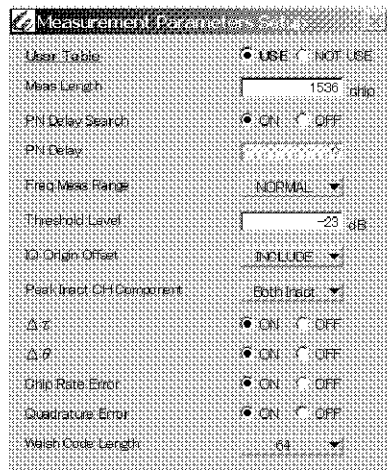 Measurement Parameters Setup
User Table USE NOT USE
Meas Length 1536 chip
PN Delay Search ON OFF
PN Delay
Freq Meas Range NORMAL
Threshold Level -23 dB
IQ Origin Offset INCLUDE
Peak Inact CH Component Both Inact
Δτ ON OFF
Δθ ON OFF
Chip Rate Error ON OFF
Quadrature Error ON OFF
Walsh Code Length 64